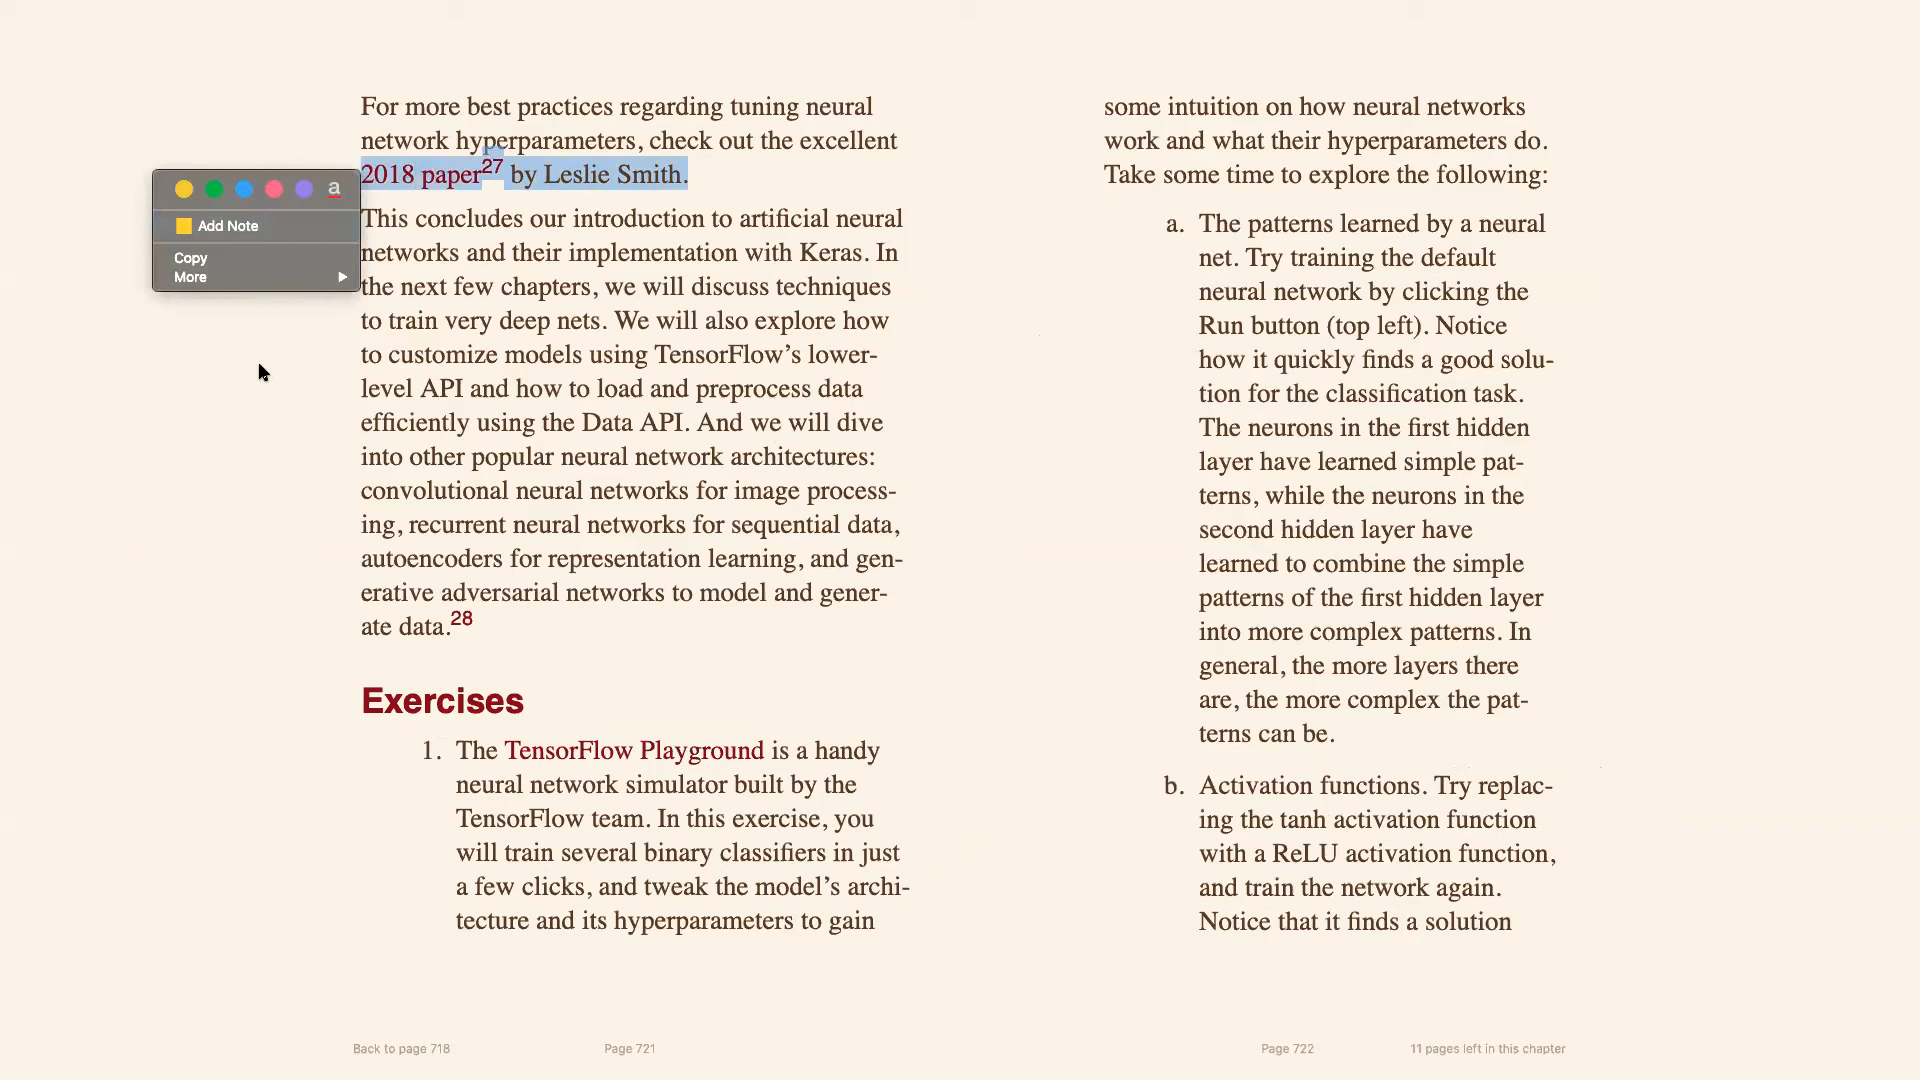 For more best practices regarding tuning neural
network hyperparameters, check out the excellent
2018 paper27 by Leslie Smith.
a
Add Note
Copy
More
This concludes our introduction to artificial neural
networks and their implementation with Keras. In
the next few chapters, we will discuss techniques
to train very deep nets. We will also explore how
to customize models using TensorFlow’s lower-
level API and how to load and preprocess data
efficiently using the Data API. And we will dive
into other popular neural network architectures:
convolutional neural networks for image process-
ing, recurrent neural networks for sequential data,
autoencoders for representation learning, and gen-
erative adversarial networks to model and gener-
ate data.28
Exercises
1. The TensorFlow Playground is a handy
neural network simulator built by the
TensorFlow team. In this exercise, you
will train several binary classifiers in just
a few clicks, and tweak the model’s archi-
tecture and its hyperparameters to gain
Back to page 718
Page 721
some intuition on how neural networks
work and what their hyperparameters do.
Take some time to explore the following:
a. The patterns learned by a neural
net. Try training the default
neural network by clicking the
Run button (top left). Notice
how it quickly finds a good solu-
tion for the classification task.
The neurons in the first hidden
layer have learned simple pat-
terns, while the neurons in the
second hidden layer have
learned to combine the simple
patterns of the first hidden layer
into more complex patterns. In
general, the more layers there
are, the more complex the pat-
terns can be.
b. Activation functions. Try replac-
ing the tanh activation function
with a ReLU activation function,
and train the network again.
Notice that it finds a solution
Page 722
11 pages left in this chapter